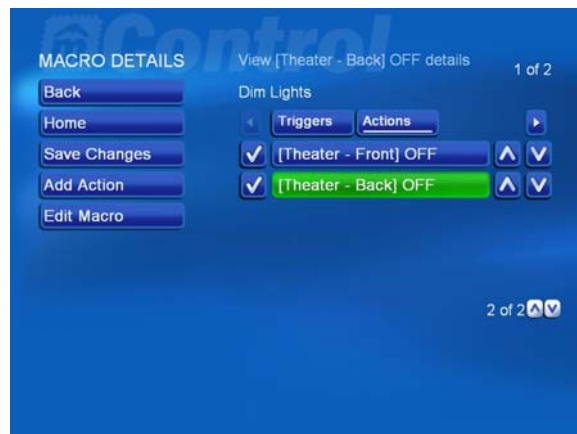 mControl
MACRO DETAILS
View [Theater - Back] OFF details
1 of 2
Back
Dim Lights
Home
Triggers
Actions
Save Changes
[Theater - Front] OFF
Add Action
[Theater - Back] OFF
Edit Macro
2 of 2